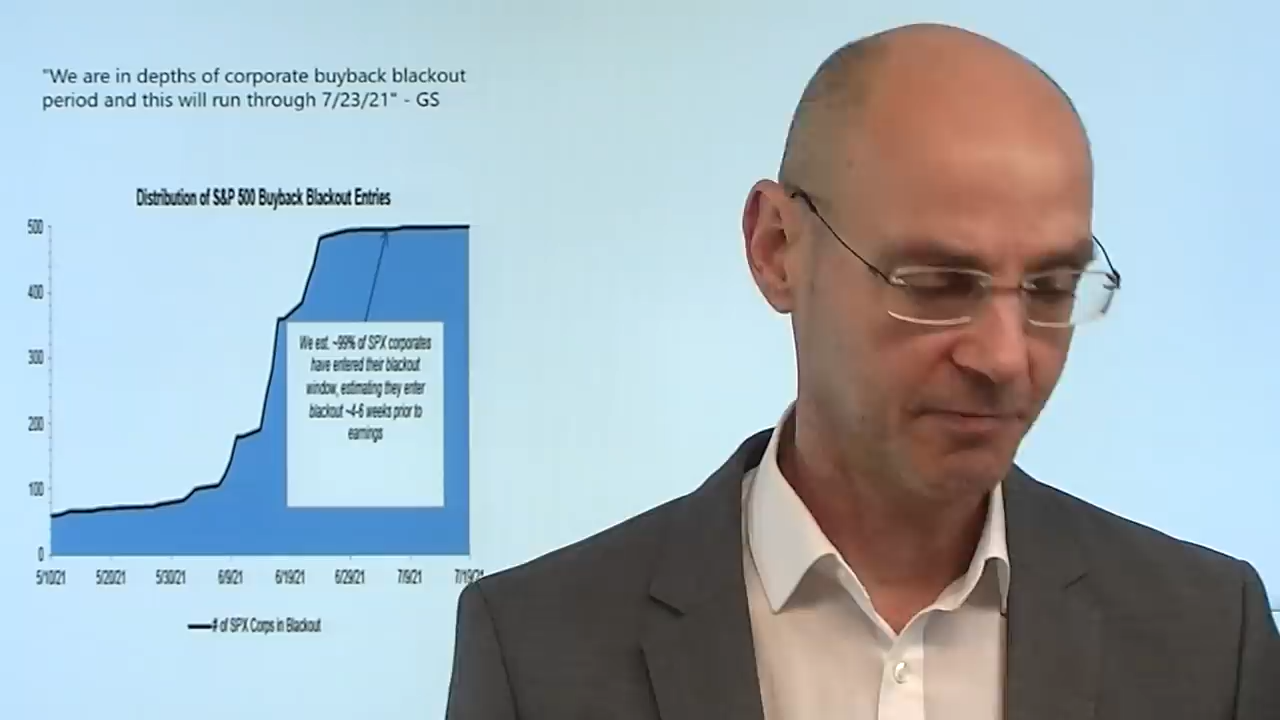 "We are in depths of corporate buyback blackout
period and this will run through 7/23/21" - GS
Distribution of S&P 500 Buyback Blackout Entries
500
400
300
200
100
0
We est. ~99% of SPX corporates
have entered their blackout
window, estimating they enter
blackout ~4-6 weeks prior to
earnings
5/10/21 5/20/21 5/30/21 6/9/21 6/19/21 6/29/21 7/9/21 7/19/21
# of SPX Corps in Blackout